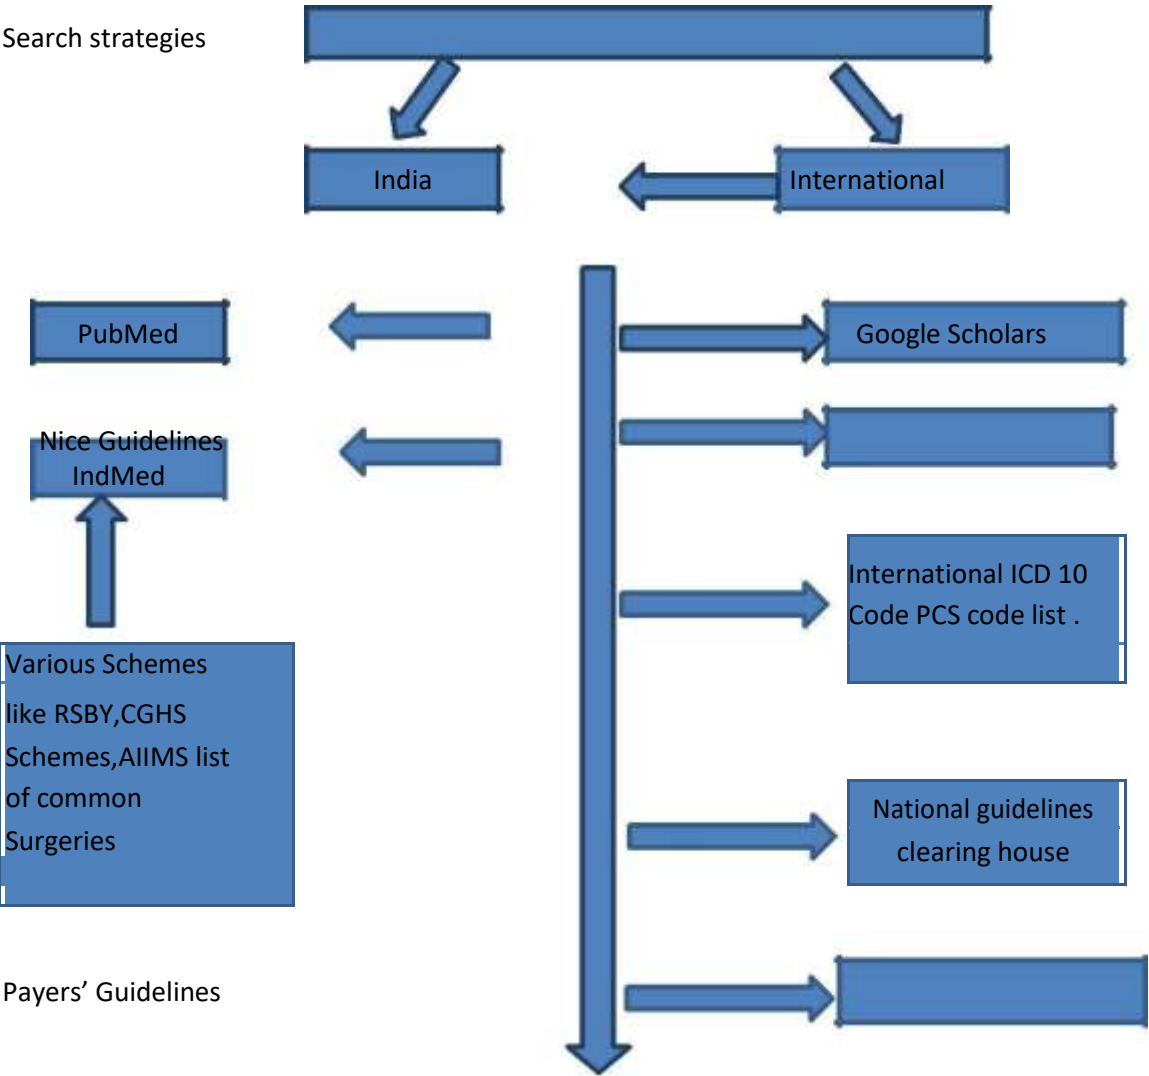 Search strategies
India
International
PubMed
Google Scholars
Nice Guidelines
IndMed
International ICD 10
Code PCS code list .
Various Schemes
like RSBY,CGHS
Schemes,AIIMS list
of common
Surgeries
National guidelines
clearing house
Payers’ Guidelines